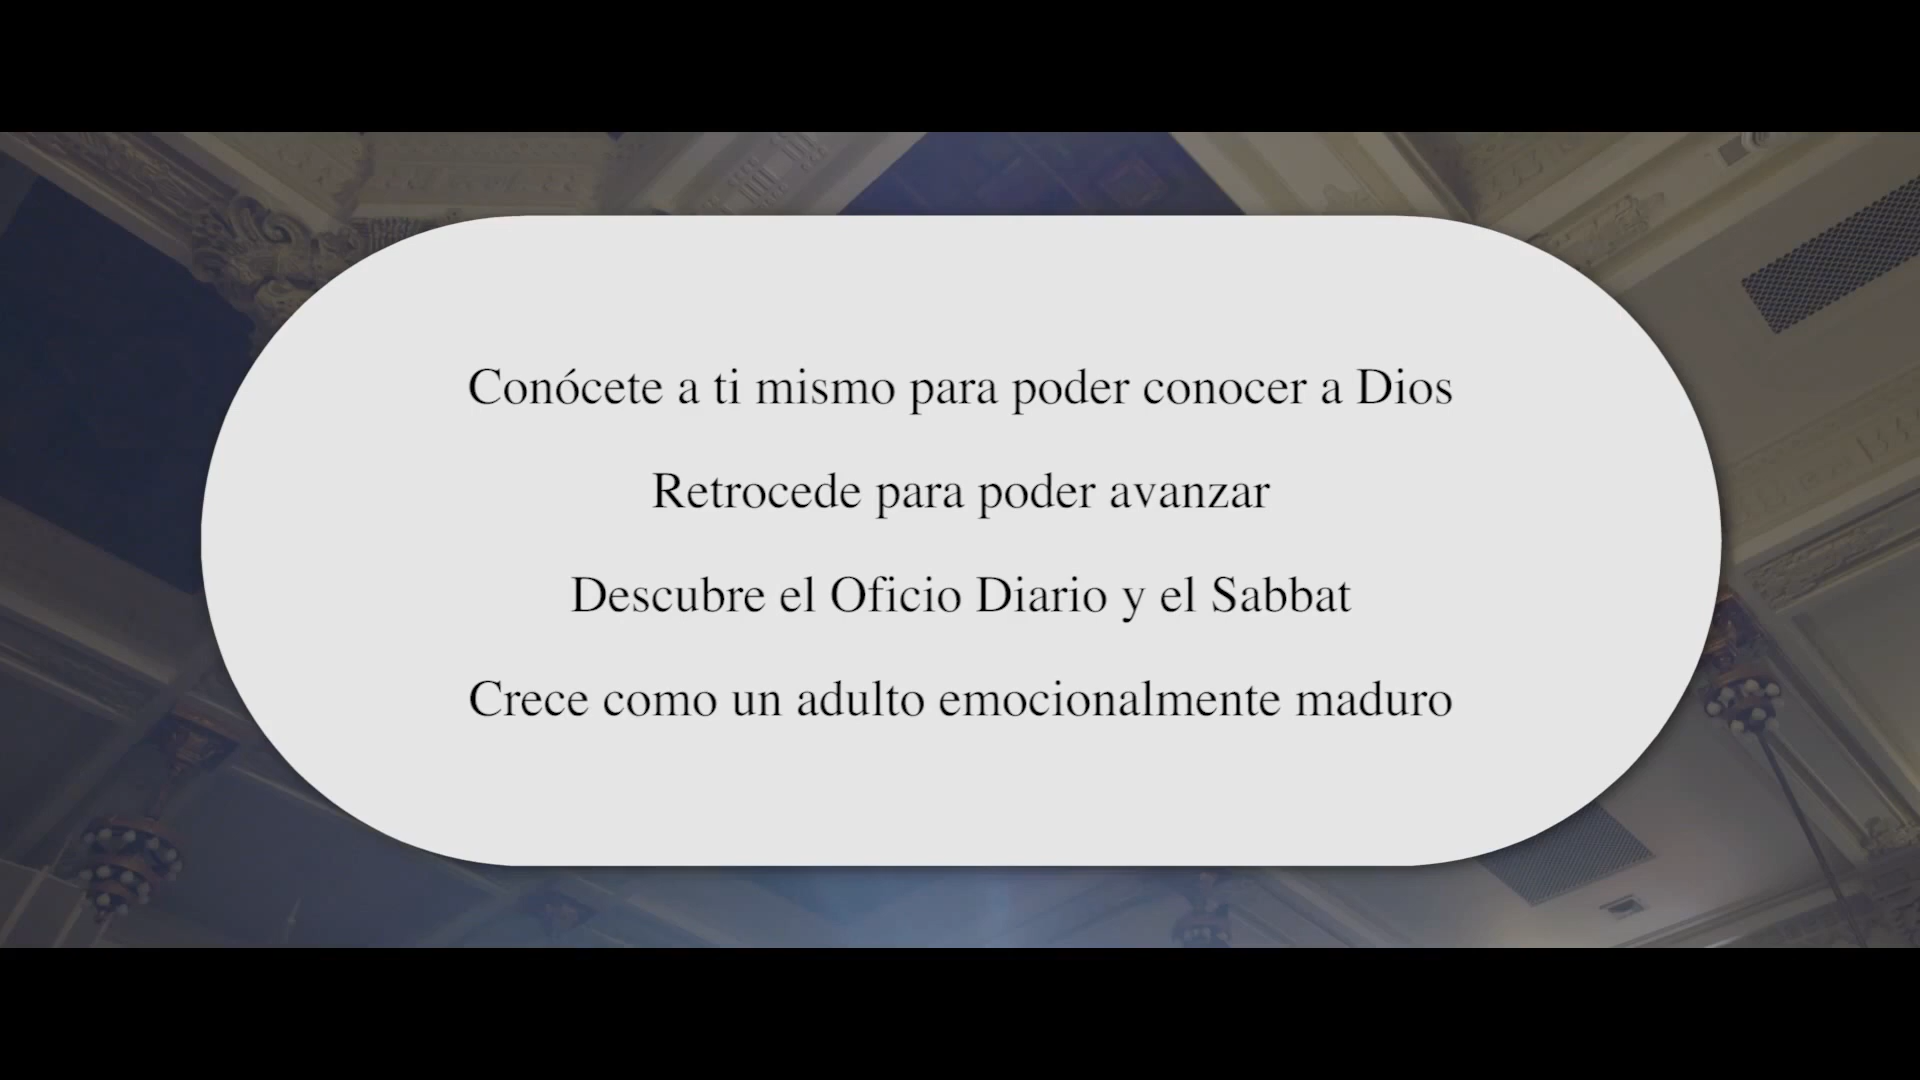 Conócete a ti mismo para poder conocer a Dios
Retrocede para poder avanzar
Descubre el Oficio Diario y el Sabbat
Crece como un adulto emocionalmente maduro